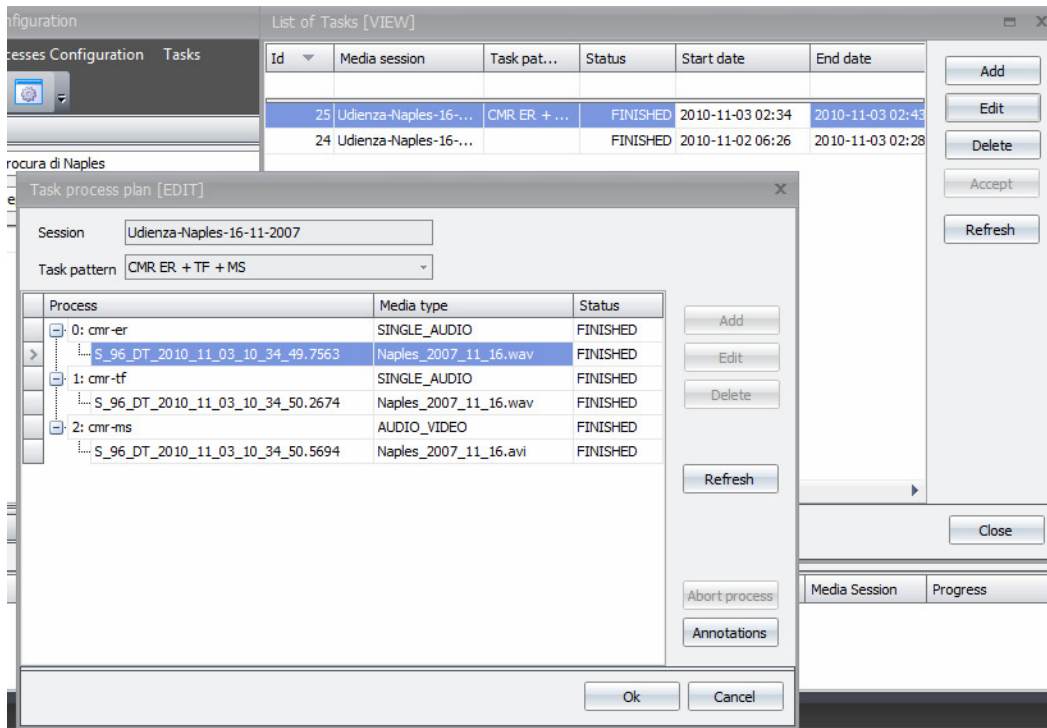 nfiguration
List of Tasks [VIEW]
cesses Configuration Tasks
Id Media session Task pat... Status Start date End date
Add
25 Udienza-Naples-16-... CMR ER + ... FINISHED 2010-11-03 02:34 2010-11-03 02:43
Edit
24 Udienza-Naples-16-... FINISHED 2010-11-02 06:26 2010-11-03 02:28
Delete
rocura di Naples
Accept
Refresh
Task process plan [EDIT]
Session Udienza-Naples-16-11-2007
Task pattern CMR ER + TF + MS
Process Media type Status
0: cmr-er SINGLE_AUDIO FINISHED
S_96_DT_2010_11_03_10_34_49.7563 Naples_2007_11_16.wav FINISHED
1: cmr-tf SINGLE_AUDIO FINISHED
S_96_DT_2010_11_03_10_34_50.2674 Naples_2007_11_16.wav FINISHED
2: cmr-ms AUDIO_VIDEO FINISHED
S_96_DT_2010_11_03_10_34_50.5694 Naples_2007_11_16.avi FINISHED
Add
Edit
Delete
Refresh
Abort process
Annotations
Ok Cancel
Close
Media Session Progress